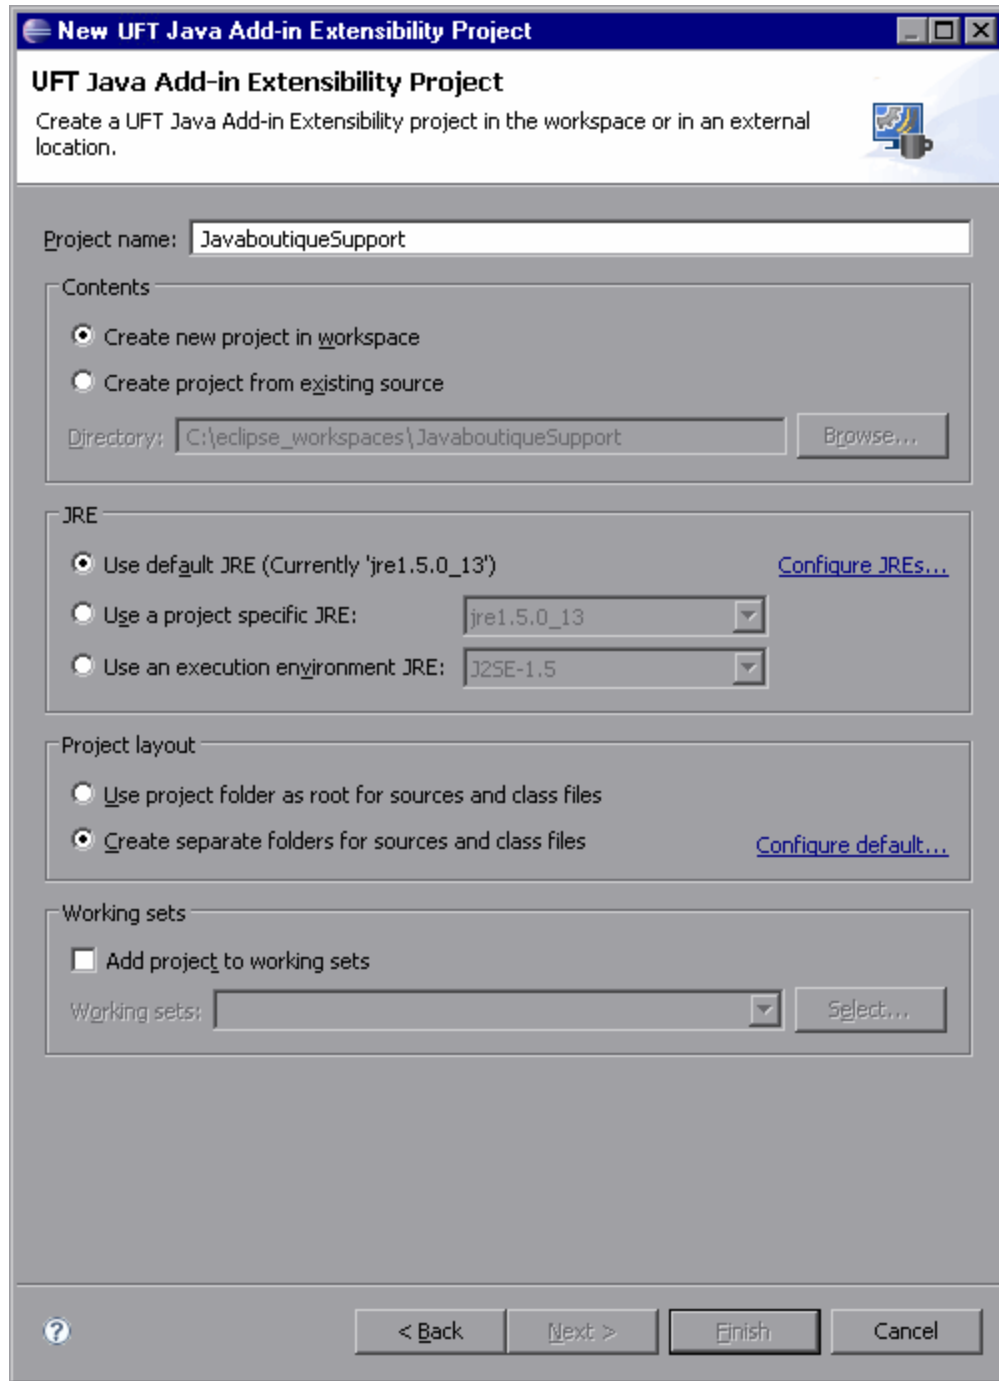 New UFT Java Add-in Extensibility Project
UFT Java Add-in Extensibility Project
Create a UFT Java Add-in Extensibility project in the workspace or in an external
location.
Project name: JavaboutiqueSupport
Contents
Create new project in workspace
Create project from existing source
Directory: C:\eclipse_workspaces\JavaboutiqueSupport Browse...
JRE
Use default JRE (Currently 'jre1.5.0_13') Configure JREs...
Use a project specific JRE: jre1.5.0_13
Use an execution environment JRE: J2SE-1.5
Project layout
Use project folder as root for sources and class files
Create separate folders for sources and class files Configure default...
Working sets
Add project to working sets
Working sets: Select...
? < Back Next > Finish Cancel